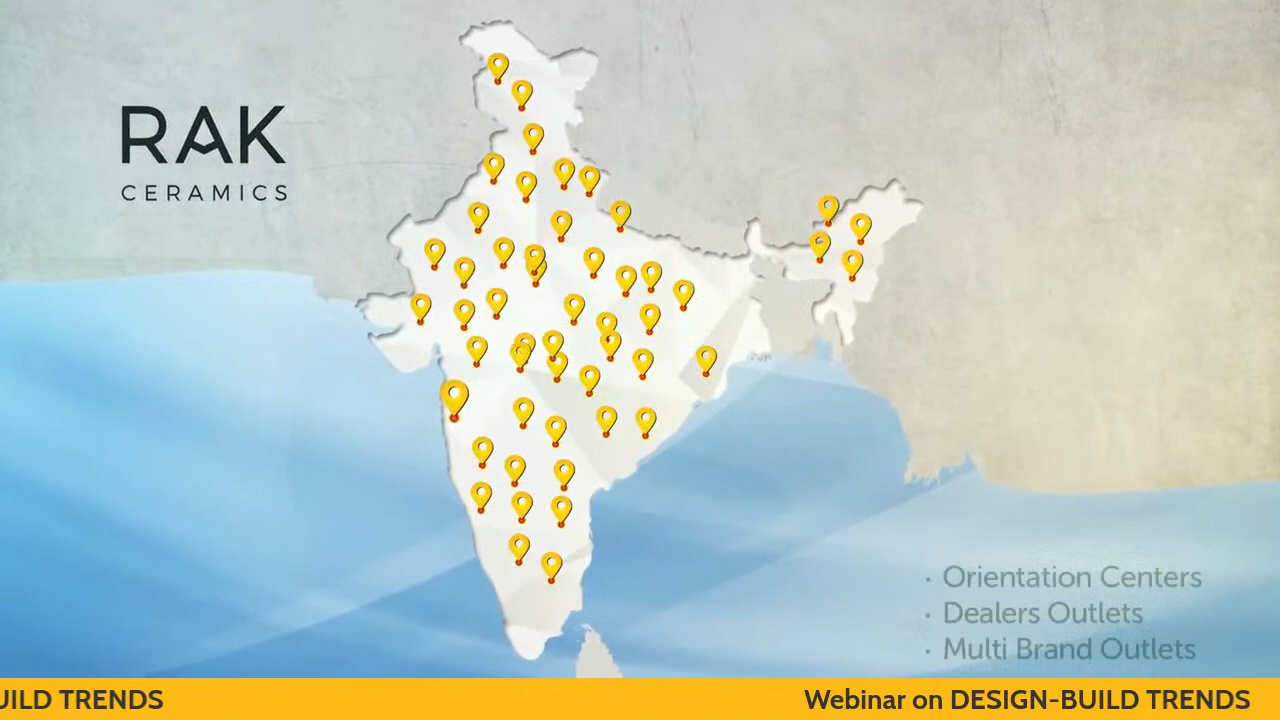 RAK
CERAMICS
· Orientation Centers
· Dealers Outlets
· Multi Brand Outlets
UILD TRENDS
Webinar on DESIGN-BUILD TRENDS